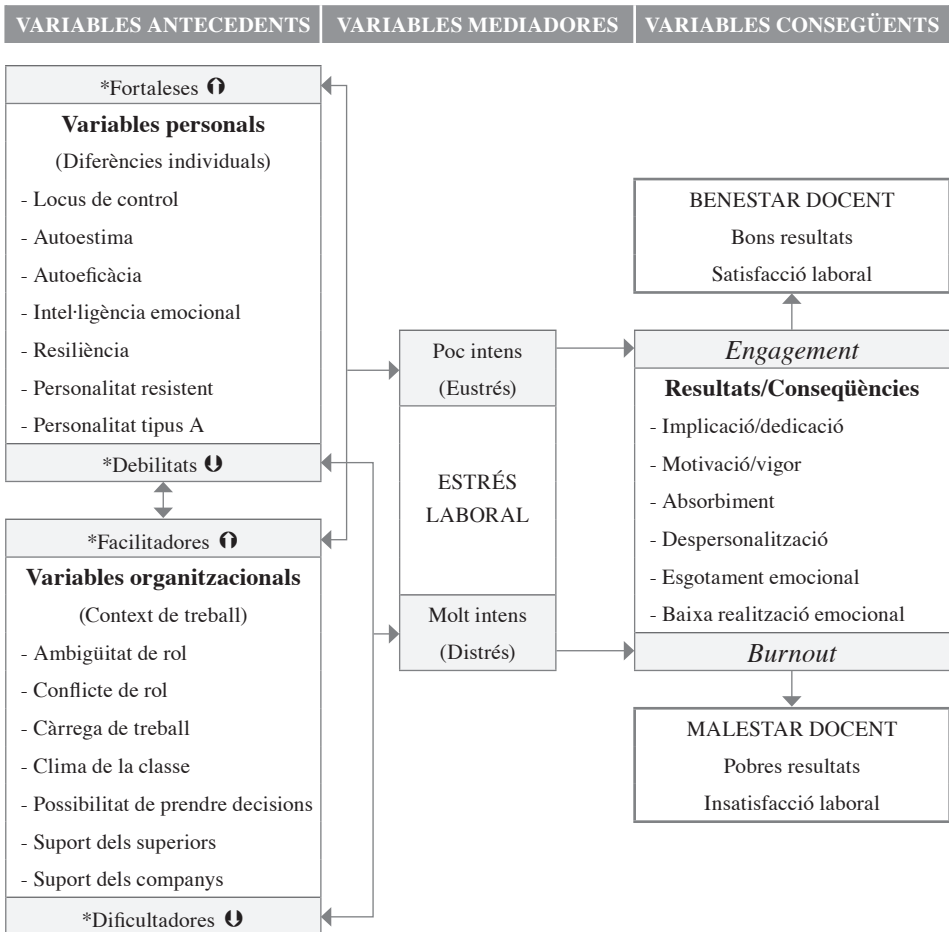 VARIABLES ANTECEDENTS
VARIABLES MEDIADORES
VARIABLES CONSEGÜENTS
*Fortaleses
Variables personals
(Diferències individuals)
- Locus de control
- Autoestima
- Autoeficàcia
- Intel·ligència emocional
- Resiliència
- Personalitat resistent
- Personalitat tipus A
*Debilitats
*Facilitadores
Variables organitzacionals
(Context de treball)
- Ambigüitat de rol
- Conflicte de rol
- Càrrega de treball
- Clima de la classe
- Possibilitat de prendre decisions
- Suport dels superiors
- Suport dels companys
*Dificultadores
Poc intens
(Eustrés)
ESTRÉS
LABORAL
Molt intens
(Distrés)
BENESTAR DOCENT
Bons resultats
Satisfacció laboral
Engagement
Resultats/Conseqüències
- Implicació/dedicació
- Motivació/vigor
- Absorbiment
- Despersonalització
- Esgotament emocional
- Baixa realització emocional
Burnout
MALESTAR DOCENT
Pobres resultats
Insatisfacció laboral